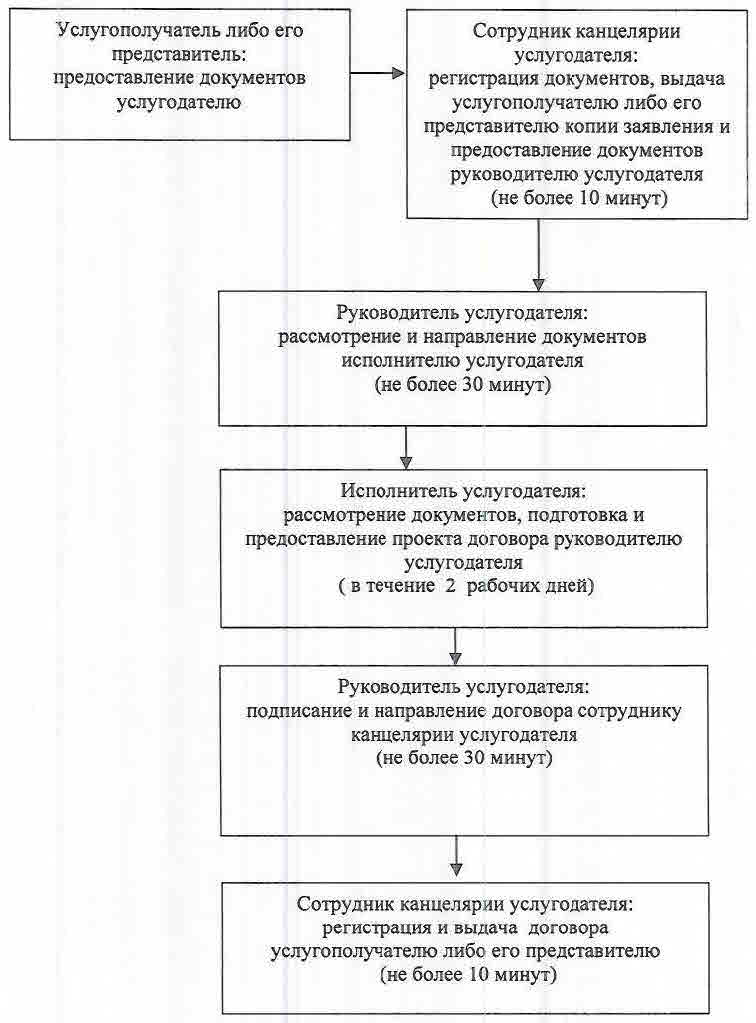 Услугополучатель либо его
представитель:
предоставление документов
услугодателю
Сотрудник канцелярии
услугодателя:
регистрация документов, выдача
услугополучателю либо его
представителю копии заявления и
предоставление документов
руководителю услугодателя
(не более 10 минут)
Руководитель услугодателя:
рассмотрение и направление документов
исполнителю услугодателя
(не более 30 минут)
Исполнитель услугодателя:
рассмотрение документов, подготовка и
предоставление проекта договора руководителю
услугодателя
( в течение 2 рабочих дней)
Руководитель услугодателя:
подписание и направление договора сотруднику
канцелярии услугодателя
(не более 30 минут)
Сотрудник канцелярии услугодателя:
регистрация и выдача договора
услугополучателю либо его представителю
(не более 10 минут)